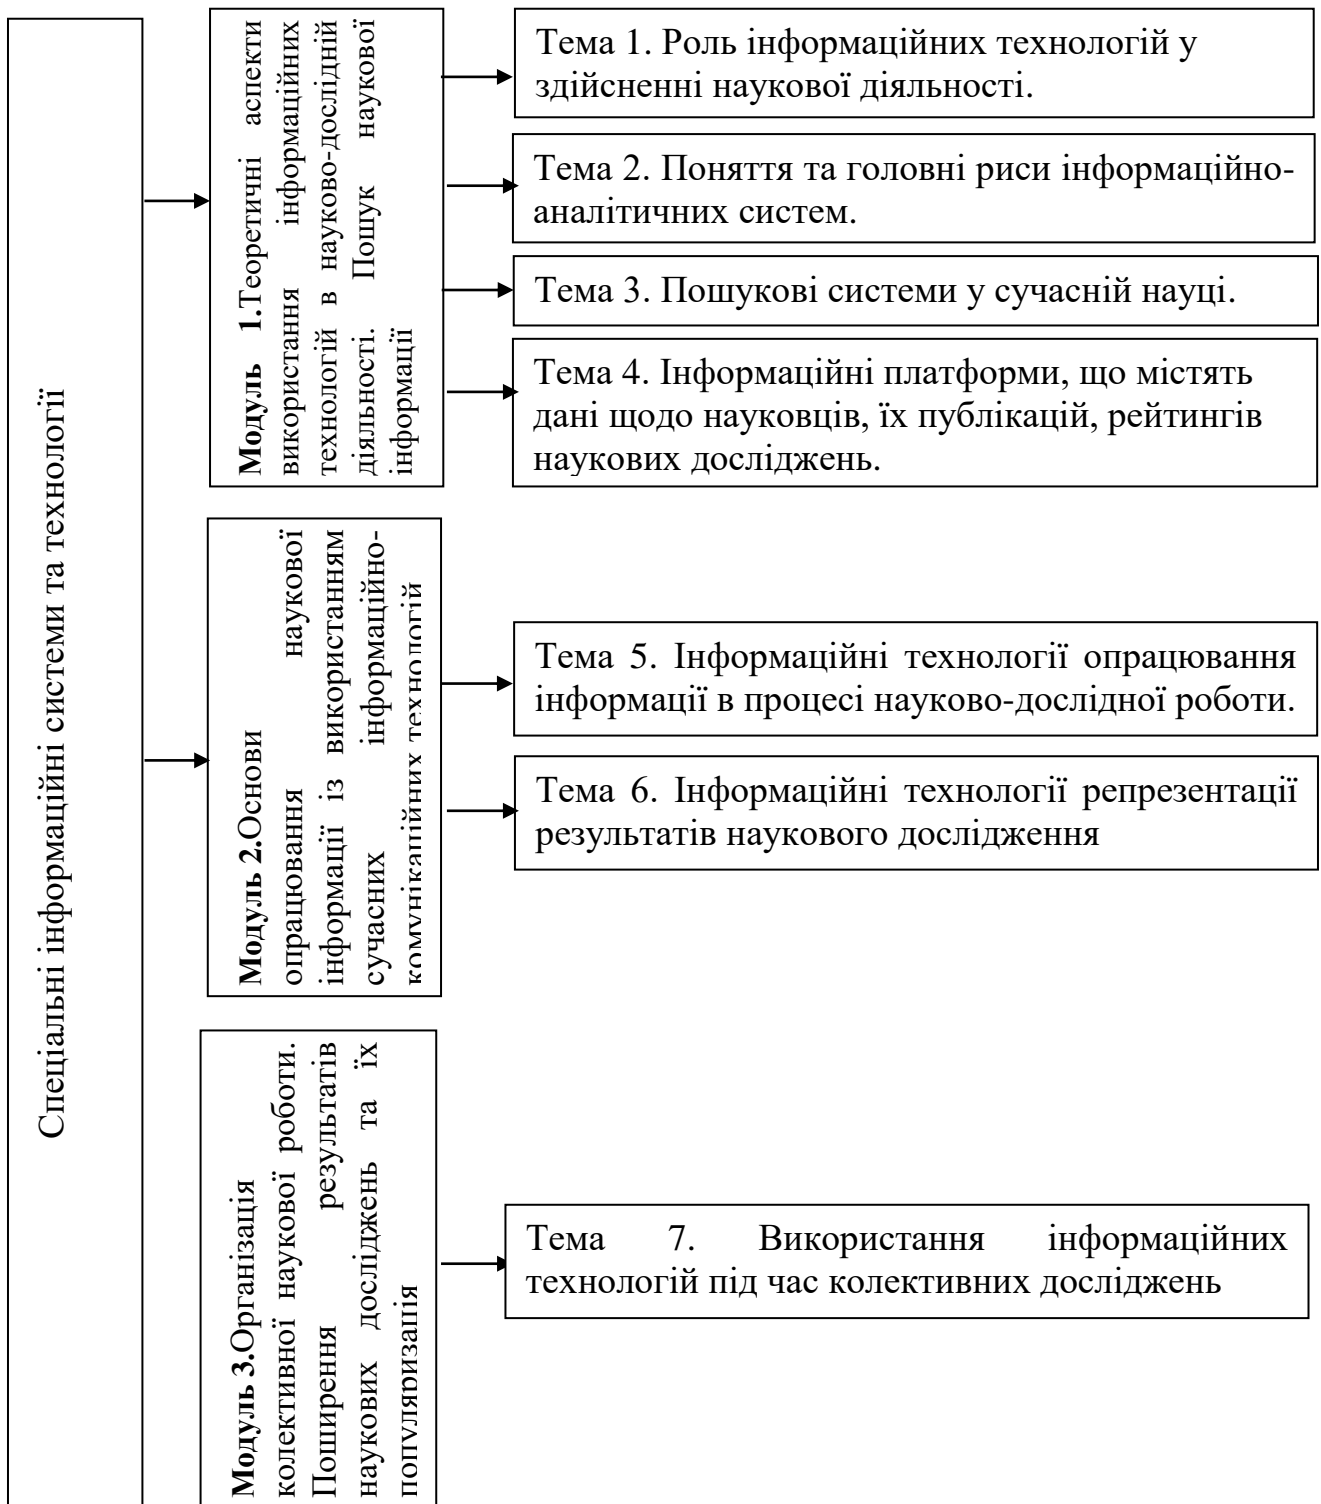 Спеціальні інформаційні системи та технології
Модуль 1.Теоретичні аспекти
використання інформаційних
технологій в науково-дослідній
діяльності. Пошук наукової
інформації
Тема 1. Роль інформаційних технологій у
здійсненні наукової діяльності.
Тема 2. Поняття та головні риси інформаційно-
аналітичних систем.
Тема 3. Пошукові системи у сучасній науці.
Тема 4. Інформаційні платформи, що містять
дані щодо науковців, їх публікацій, рейтингів
наукових досліджень.
Модуль 2.Основи
опрацювання наукової
інформації із використанням
сучасних інформаційно-
комунікаційних технологій
Тема 5. Інформаційні технології опрацювання
інформації в процесі науково-дослідної роботи.
Тема 6. Інформаційні технології репрезентації
результатів наукового дослідження
Модуль 3.Організація
колективної наукової роботи.
Поширення результатів
наукових досліджень та їх
популяризація
Тема 7. Використання інформаційних
технологій під час колективних досліджень